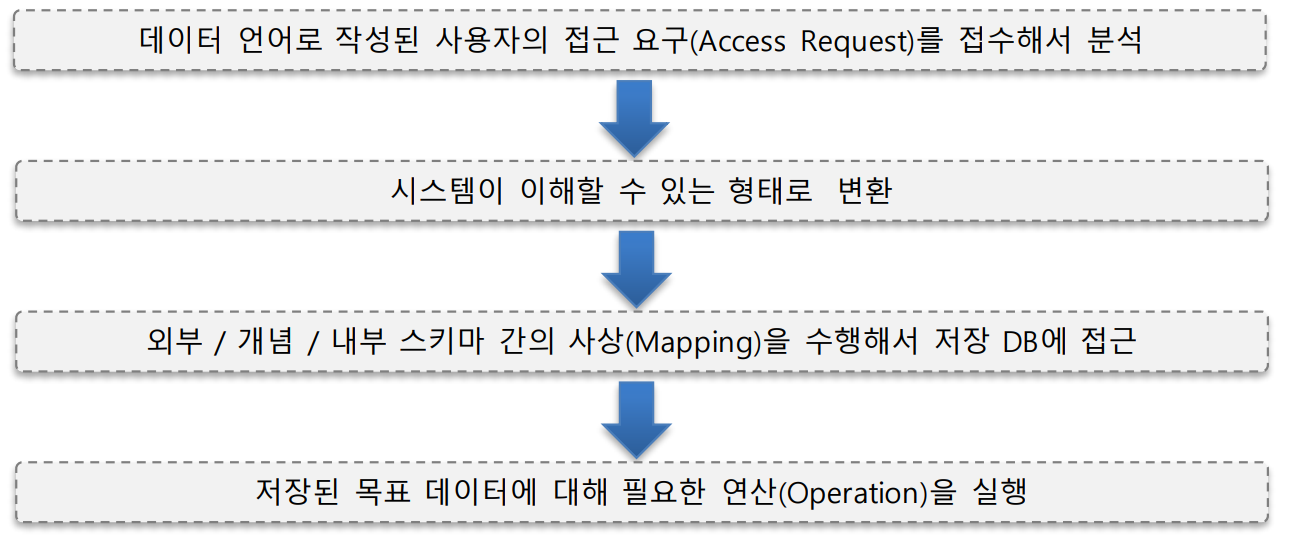 데이터 언어로 작성된 사용자의 접근 요구(Access Request)를 접수해서 분석
시스템이 이해할 수 있는 형태로 변환
외부 / 개념 / 내부 스키마 간의 사상(Mapping)을 수행해서 저장 DB에 접근
저장된 목표 데이터에 대해 필요한 연산(Operation)을 실행